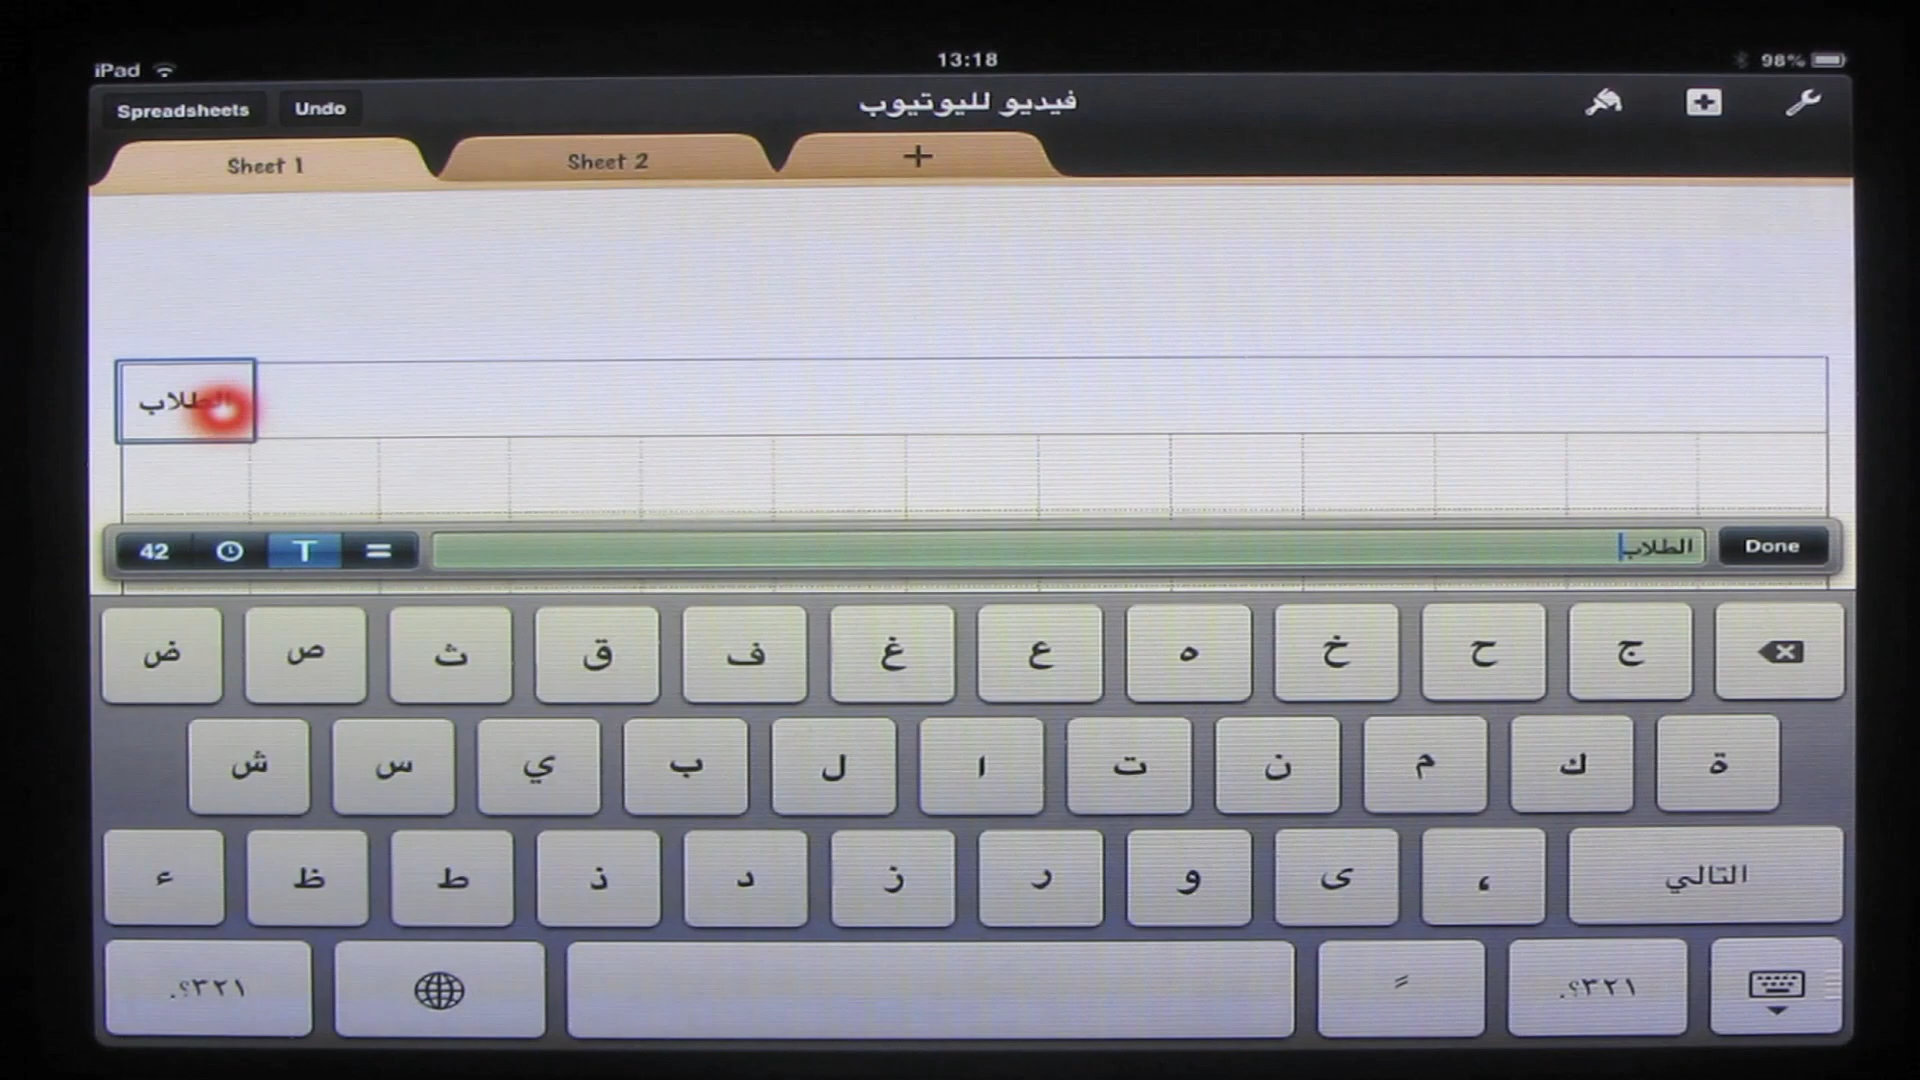 iPad
13:18
98%
Spreadsheets
Undo
فيديو لليوتيوب
Sheet 1
Sheet 2
+
الطلاب
42
T
=
الطلاب
Done
ض ص ث ق ف غ ع ه خ ح ج
ش س ي ب ل ا ت ن م ك ة
ء ظ ط ذ د ز ر و ى ، التالي
.؟٣٢١
.؟٣٢١